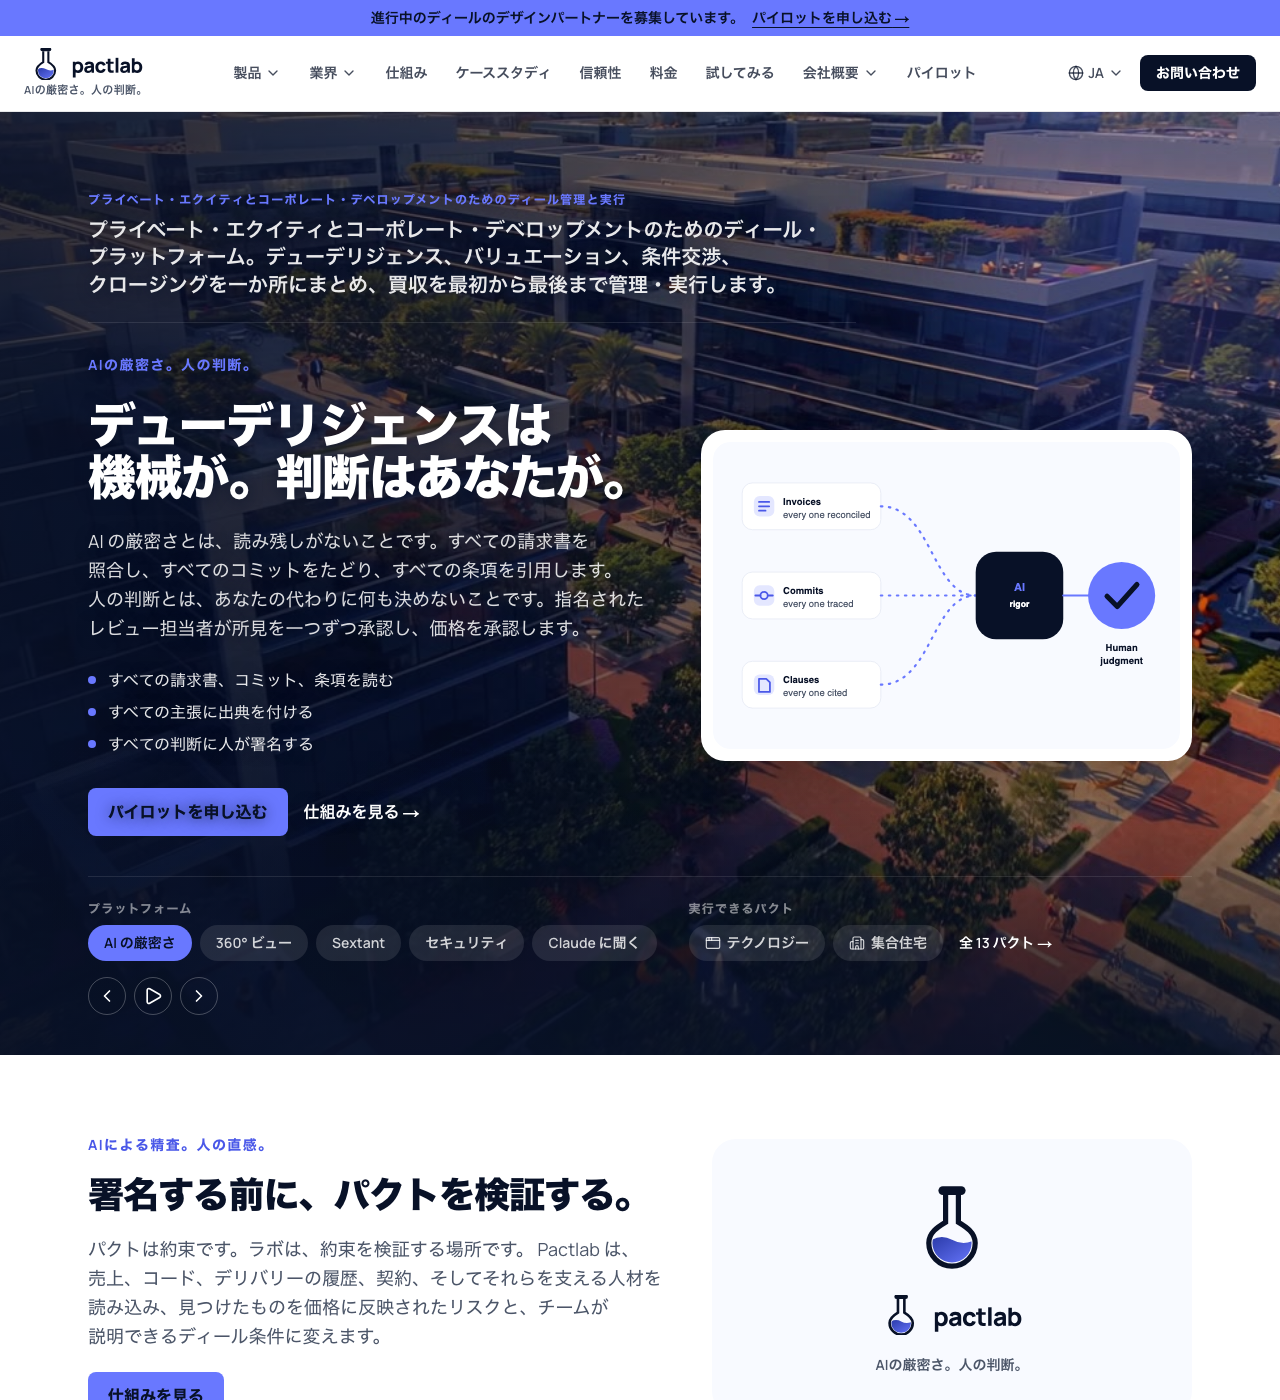 進行中のディールのデザインパートナーを募集しています。 パイロットを申し込む →
pactlab
AIの厳密さ。人の判断。
製品 業界 仕組み ケーススタディ 信頼性 料金 試してみる 会社概要 パイロット
JA お問い合わせ
プライベート・エクイティとコーポレート・デベロップメントのためのディール管理と実行
プライベート・エクイティとコーポレート・デベロップメントのためのディール・
プラットフォーム。デューデリジェンス、バリュエーション、条件交渉、
クロージングを一か所にまとめ、買収を最初から最後まで管理・実行します。
AIの厳密さ。人の判断。
デューデリジェンスは
機械が。判断はあなたが。
AI の厳密さとは、読み残しがないことです。すべての請求書を
照合し、すべてのコミットをたどり、すべての条項を引用します。
人の判断とは、あなたの代わりに何も決めないことです。指名された
レビュー担当者が所見を一つずつ承認し、価格を承認します。
すべての請求書、コミット、条項を読む
すべての主張に出典を付ける
すべての判断に人が署名する
パイロットを申し込む 仕組みを見る →
Invoices
every one reconciled
Commits
every one traced
Clauses
every one cited
AI
rigor
Human
judgment
プラットフォーム
AI の厳密さ 360° ビュー Sextant セキュリティ Claude に聞く
実行できるパクト
テクノロジー 集合住宅 全 13 パクト →
AIによる精査。人の直感。
署名する前に、パクトを検証する。
パクトは約束です。ラボは、約束を検証する場所です。 Pactlab は、
売上、コード、デリバリーの履歴、契約、そしてそれらを支える人材を
読み込み、見つけたものを価格に反映されたリスクと、チームが
説明できるディール条件に変えます。
仕組みを見る
pactlab
AIの厳密さ。人の判断。